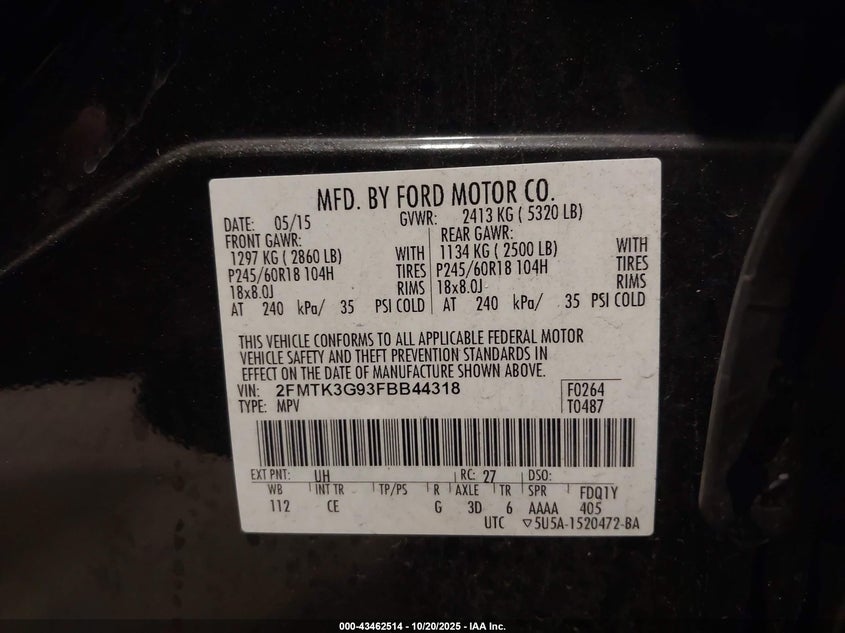 MFD. BY FORD MOTOR CO.
DATE: 05/15 GVWR: 2413 KG ( 5320 LB)
FRONT GAWR: REAR GAWR:
1297 KG ( 2860 LB) WITH 1134 KG ( 2500 LB) WITH
P245/60R18 104H TIRES P245/60R18 104H TIRES
18x8.0J RIMS 18x8.0J RIMS
AT 240 kPa/ 35 PSI COLD AT 240 kPa/ 35 PSI COLD
THIS VEHICLE CONFORMS TO ALL APPLICABLE FEDERAL MOTOR
VEHICLE SAFETY AND THEFT PREVENTION STANDARDS IN
EFFECT ON THE DATE OF MANUFACTURE SHOWN ABOVE.
VIN: 2FMTK3G93FBB44318 F0264
TYPE: MPV T0487
EXT PNT: UH RC: 27 DSO:
WB INT TR TP/PS R AXLE TR SPR FDQ1Y
112 CE G 3D 6 AAAA 405
UTC ▽5U5A-1520472-BA
000-43462514 - 10/20/2025 - IAA Inc.